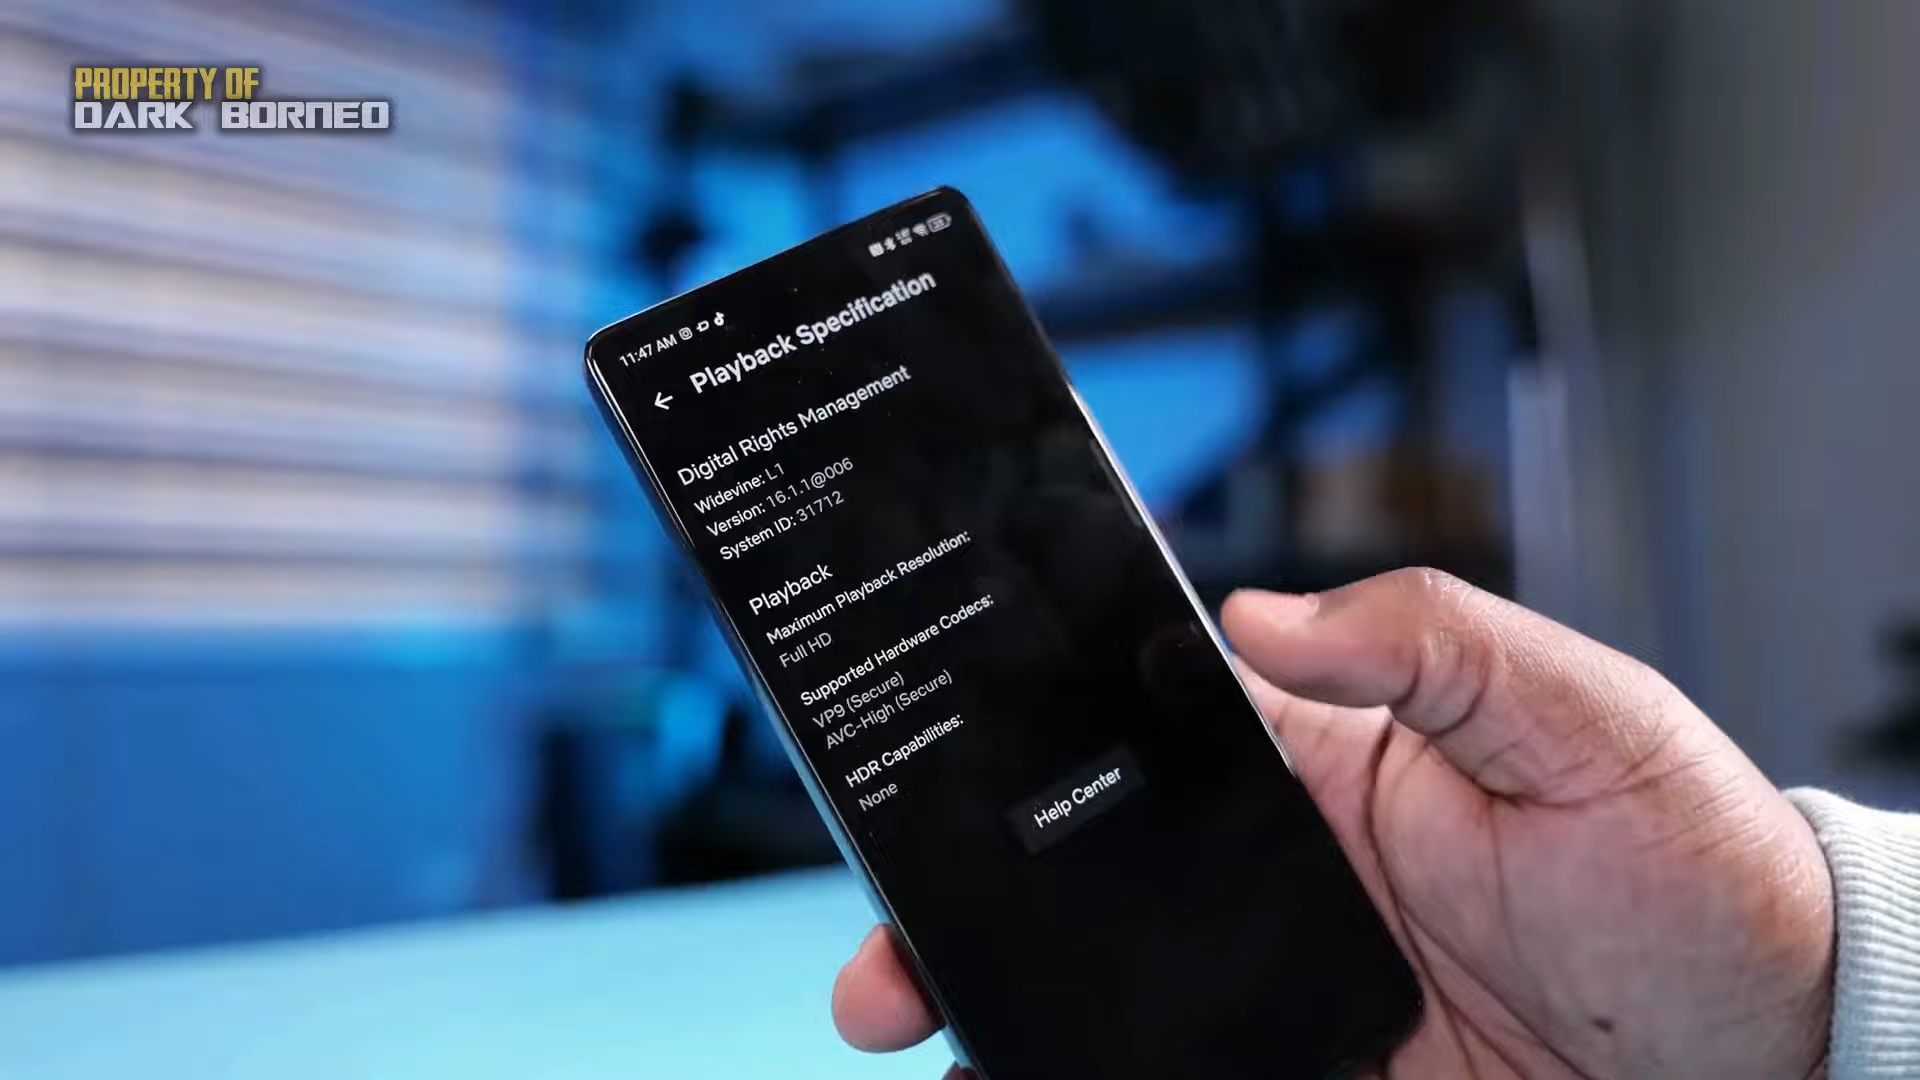 PROPERTY OF
DARK BORNEO
11:47 AM
Playback Specification
Digital Rights Management
Widevine: L1
Version: 16.1.1@006
System ID: 31712
Playback
Maximum Playback Resolution:
Full HD
Supported Hardware Codecs:
VP9 (Secure)
AVC-High (Secure)
HDR Capabilities:
None
Help Center